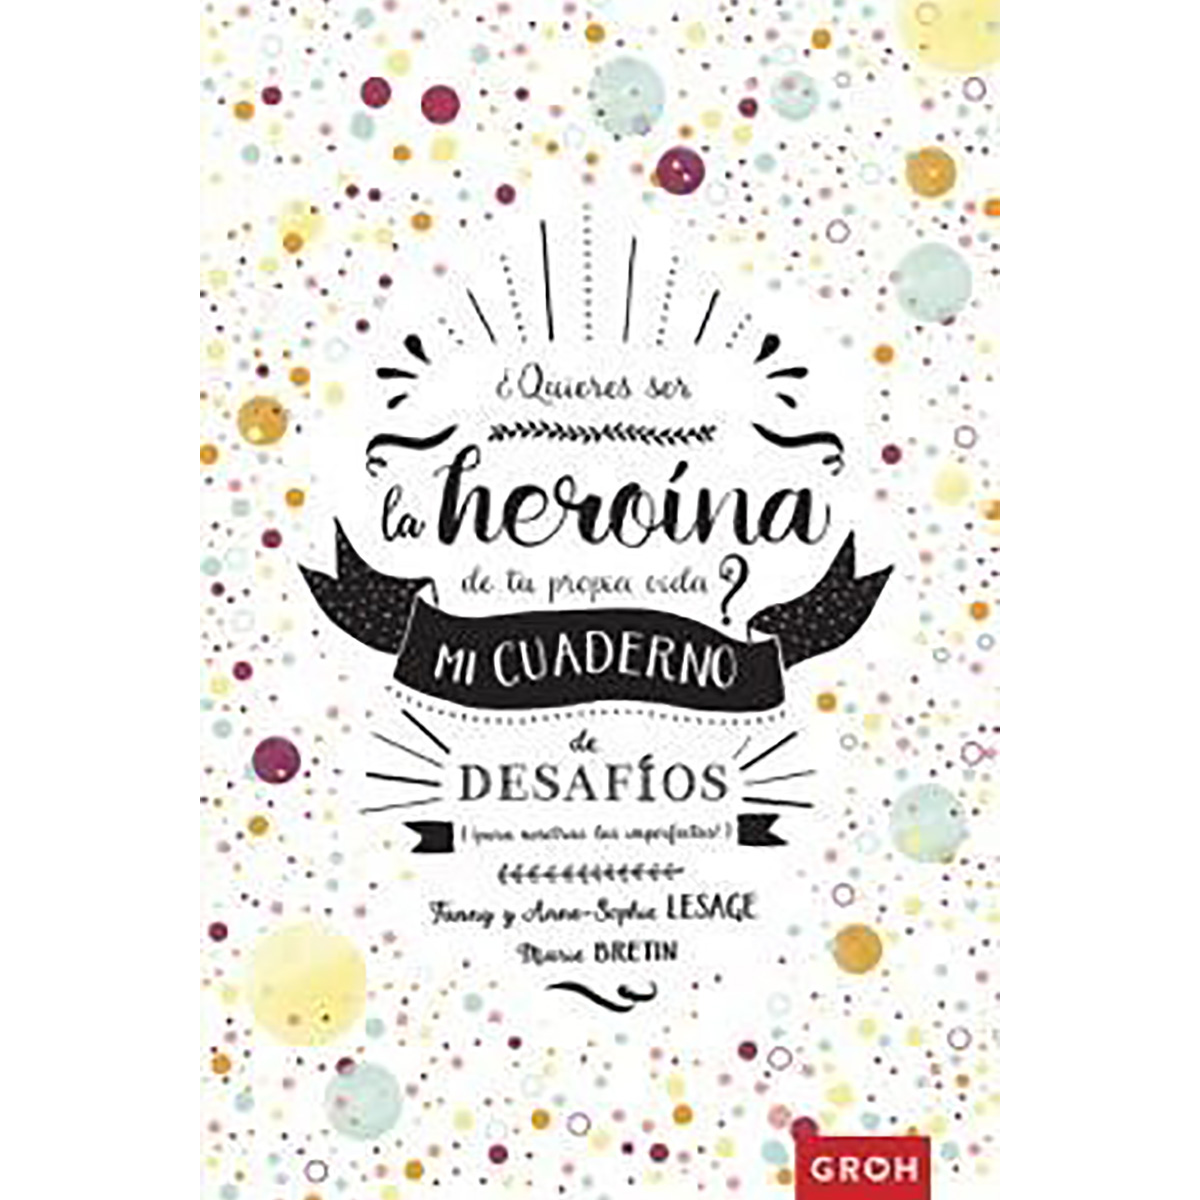 ¿Quieres ser
la heroína
de tu propia vida?
MI CUADERNO
de
DESAFÍOS
(¡para nosotras las imperfectas!)
Fanny y Anne-Sophie LESAGE
Marie BRETIN
GROH